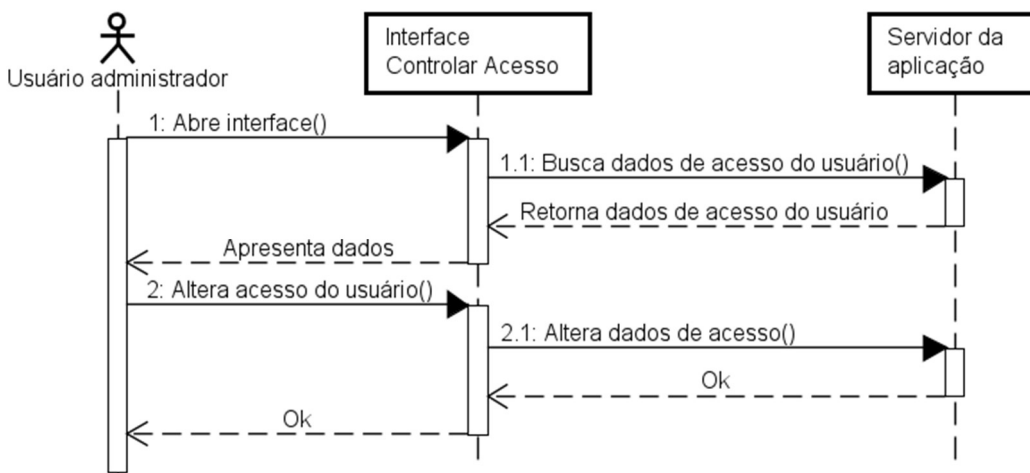 Usuário administrador
Interface
Controlar Acesso
Servidor da
aplicação
1: Abre interface()
1.1: Busca dados de acesso do usuário()
Retorna dados de acesso do usuário
Apresenta dados
2: Altera acesso do usuário()
2.1: Altera dados de acesso()
Ok
Ok